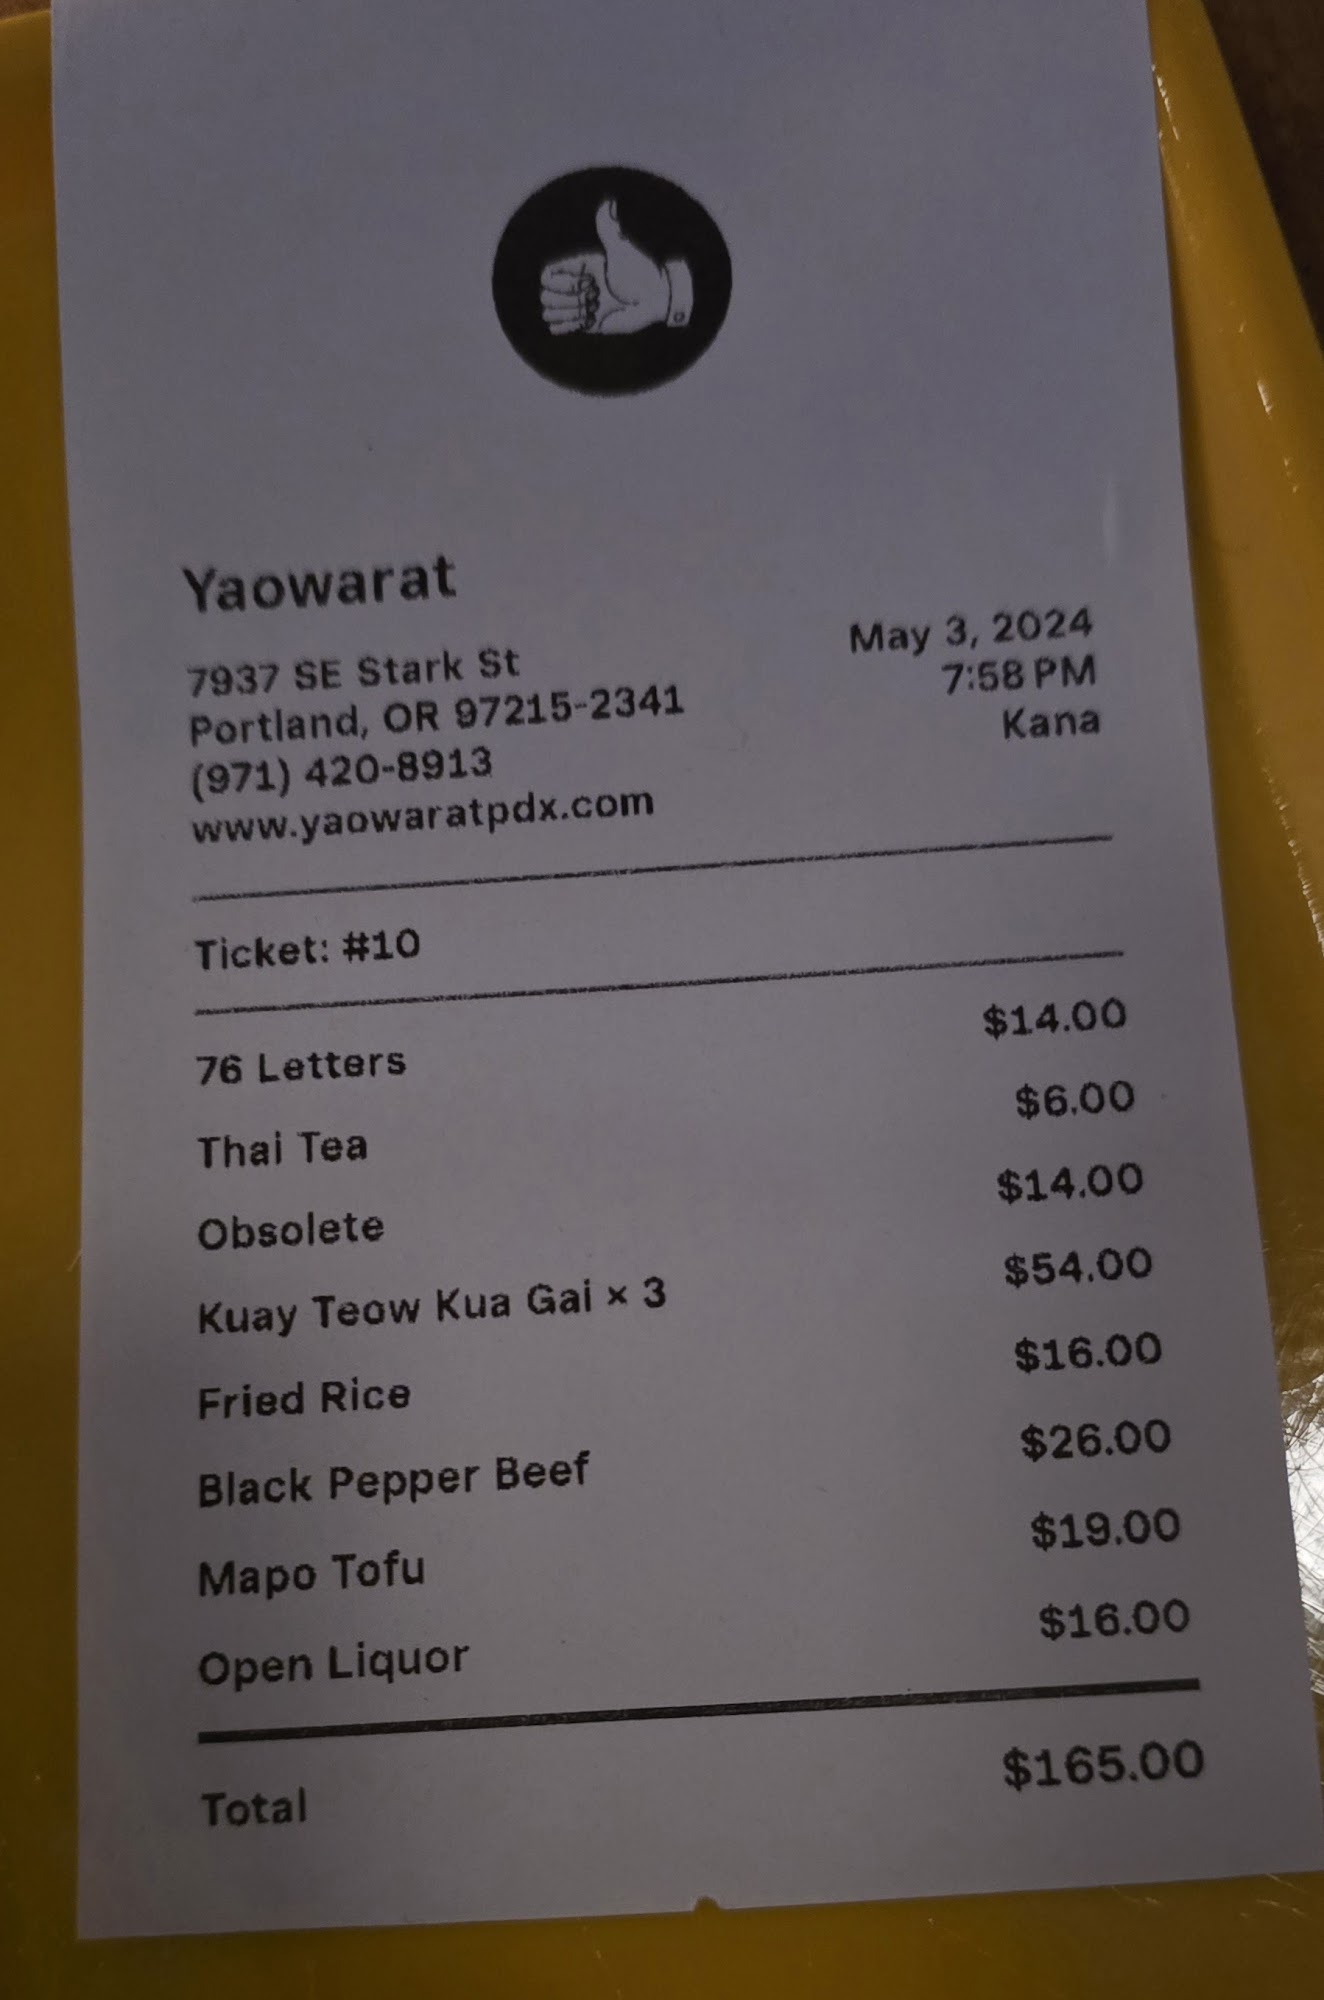 Yaowarat
7937 SE Stark St
Portland, OR 97215-2341
(971) 420-8913
www.yaowaratpdx.com
May 3, 2024
7:58 PM
Kana
Ticket: #10
76 Letters $14.00
Thai Tea $6.00
Obsolete $14.00
Kuay Teow Kua Gai × 3 $54.00
Fried Rice $16.00
Black Pepper Beef $26.00
Mapo Tofu $19.00
Open Liquor $16.00
Total $165.00